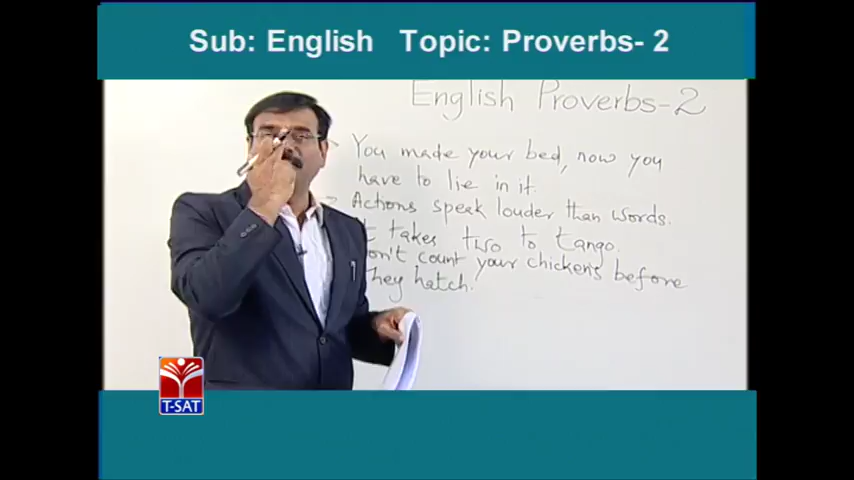 Sub: English Topic: Proverbs- 2
English Proverbs-2
You made your bed, now you
have to lie in it.
Actions speak louder than words.
takes two to tango.
count your chickens before
they hatch.
T-SAT